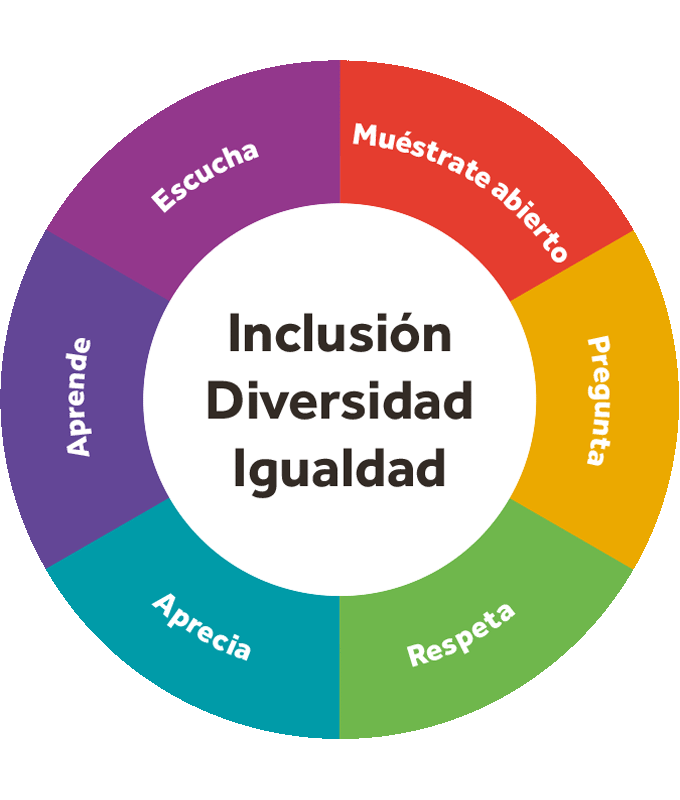 Muéstrate abierto
Pregunta
Respeta
Aprecia
Aprende
Escucha
Inclusión
Diversidad
Igualdad